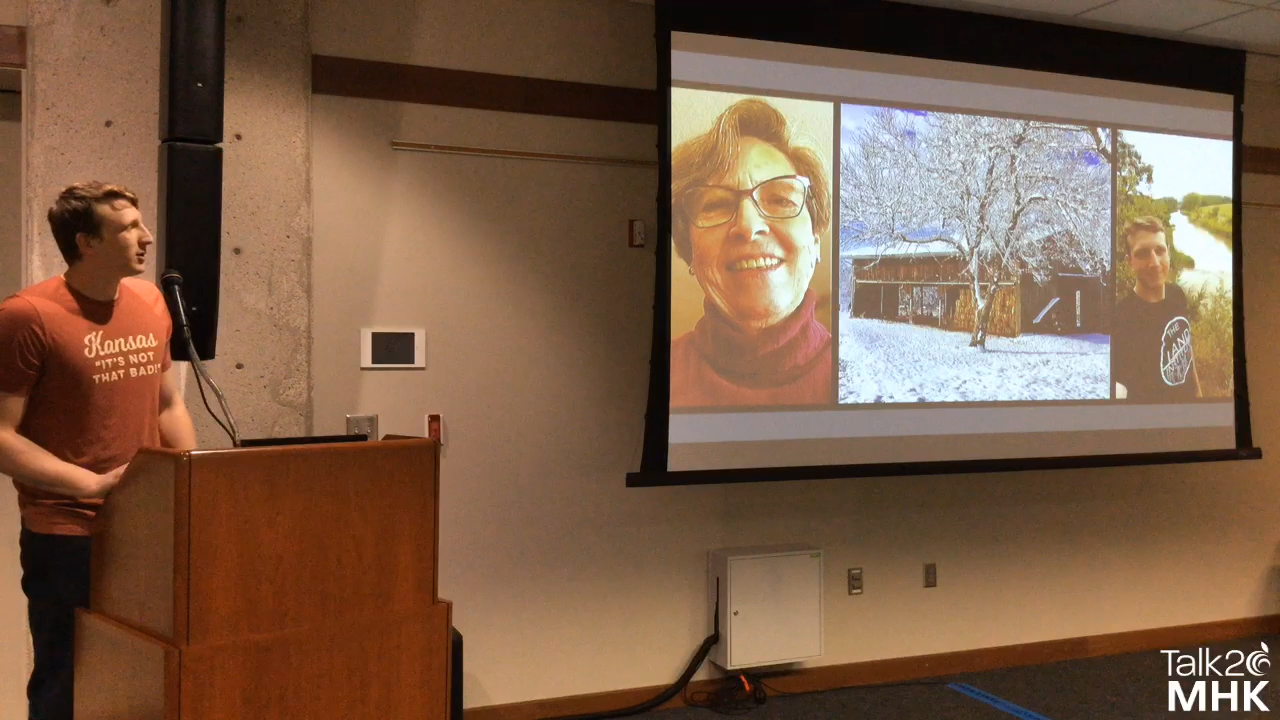 Kansas
"IT'S NOT
THAT BAD!"
THE
LAND
Talk20
MHK